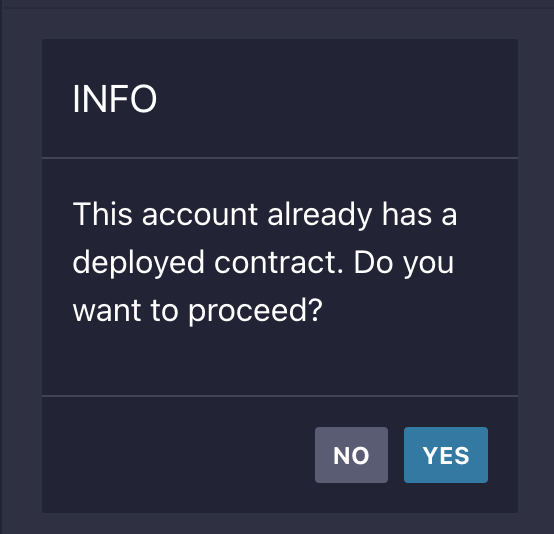 INFO
This account already has a
deployed contract. Do you
want to proceed?
NO
YES